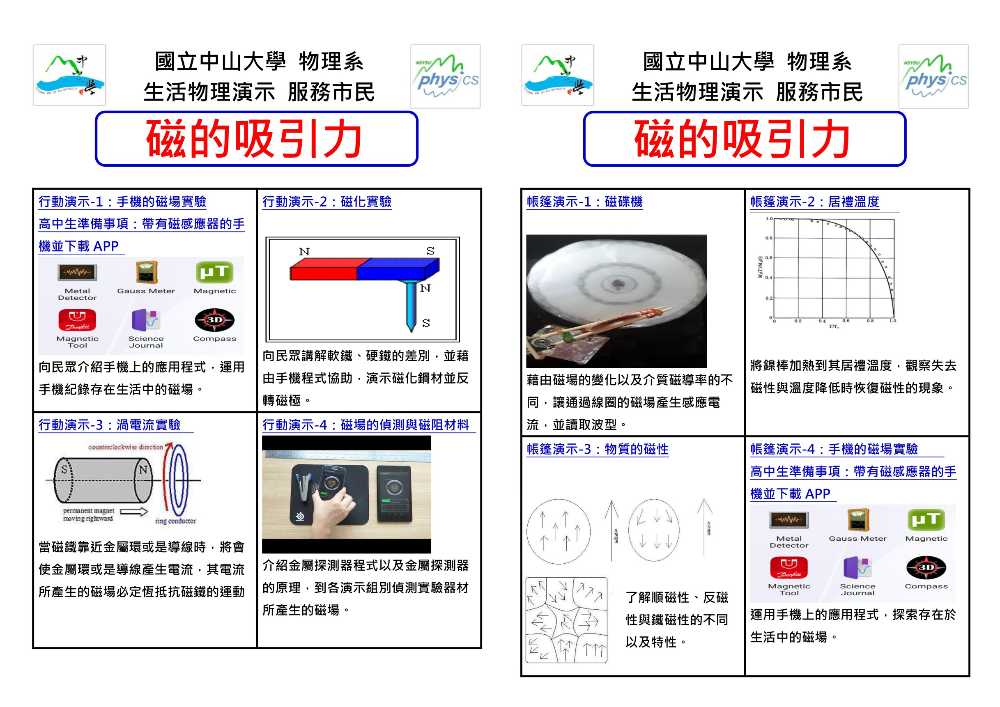 國立中山大學 物理系
生活物理演示 服務市民
NSYSU
physics
磁的吸引力
行動演示-1：手機的磁場實驗
高中生準備事項：帶有磁感應器的手
機並下載 APP
Metal
Detector
Gauss Meter
μT
Magnetic
Danfoss
Magnetic
Tool
Science
Journal
3D
Compass
向民眾介紹手機上的應用程式，運用
手機紀錄存在生活中的磁場。
行動演示-2：磁化實驗
N
S
N
S
向民眾講解軟鐵、硬鐵的差別，並藉
由手機程式協助，演示磁化鋼材並反
轉磁極。
行動演示-3：渦電流實驗
counterclockwise direction
S
N
permanent magnet
moving rightward
ring conductor
當磁鐵靠近金屬環或是導線時，將會
使金屬環或是導線產生電流，其電流
所產生的磁場必定恆抵抗磁鐵的運動
行動演示-4：磁場的偵測與磁阻材料
65
60
介紹金屬探測器程式以及金屬探測器
的原理，到各演示組別偵測實驗器材
所產生的磁場。
國立中山大學 物理系
生活物理演示 服務市民
NSYSU
physics
磁的吸引力
帳篷演示-1：磁碟機
藉由磁場的變化以及介質磁導率的不
同，讓通過線圈的磁場產生感應電
流，並讀取波型。
帳篷演示-2：居禮溫度
1.0
0.8
0.6
0.4
0.2
0
Ms(T)/Ms(0)
0 0.2 0.4 0.6 0.8 1.0
T/Tc
將鎳棒加熱到其居禮溫度，觀察失去
磁性與溫度降低時恢復磁性的現象。
帳篷演示-3：物質的磁性
外加磁場
外加磁場
了解順磁性、反磁
性與鐵磁性的不同
以及特性。
帳篷演示-4：手機的磁場實驗
高中生準備事項：帶有磁感應器的手
機並下載 APP
Metal
Detector
Gauss Meter
μT
Magnetic
Danfoss
Magnetic
Tool
Science
Journal
3D
Compass
運用手機上的應用程式，探索存在於
生活中的磁場。